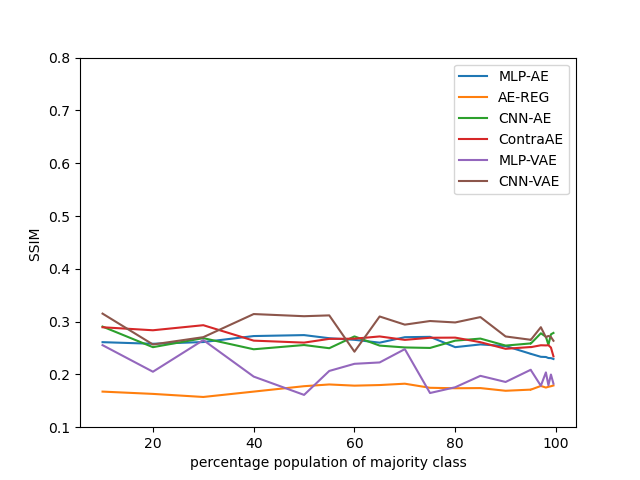 0.8
0.7
0.6
0.5
0.4
0.3
0.2
0.1
SSIM
MLP-AE
AE-REG
CNN-AE
ContraAE
MLP-VAE
CNN-VAE
20 40 60 80 100
percentage population of majority class